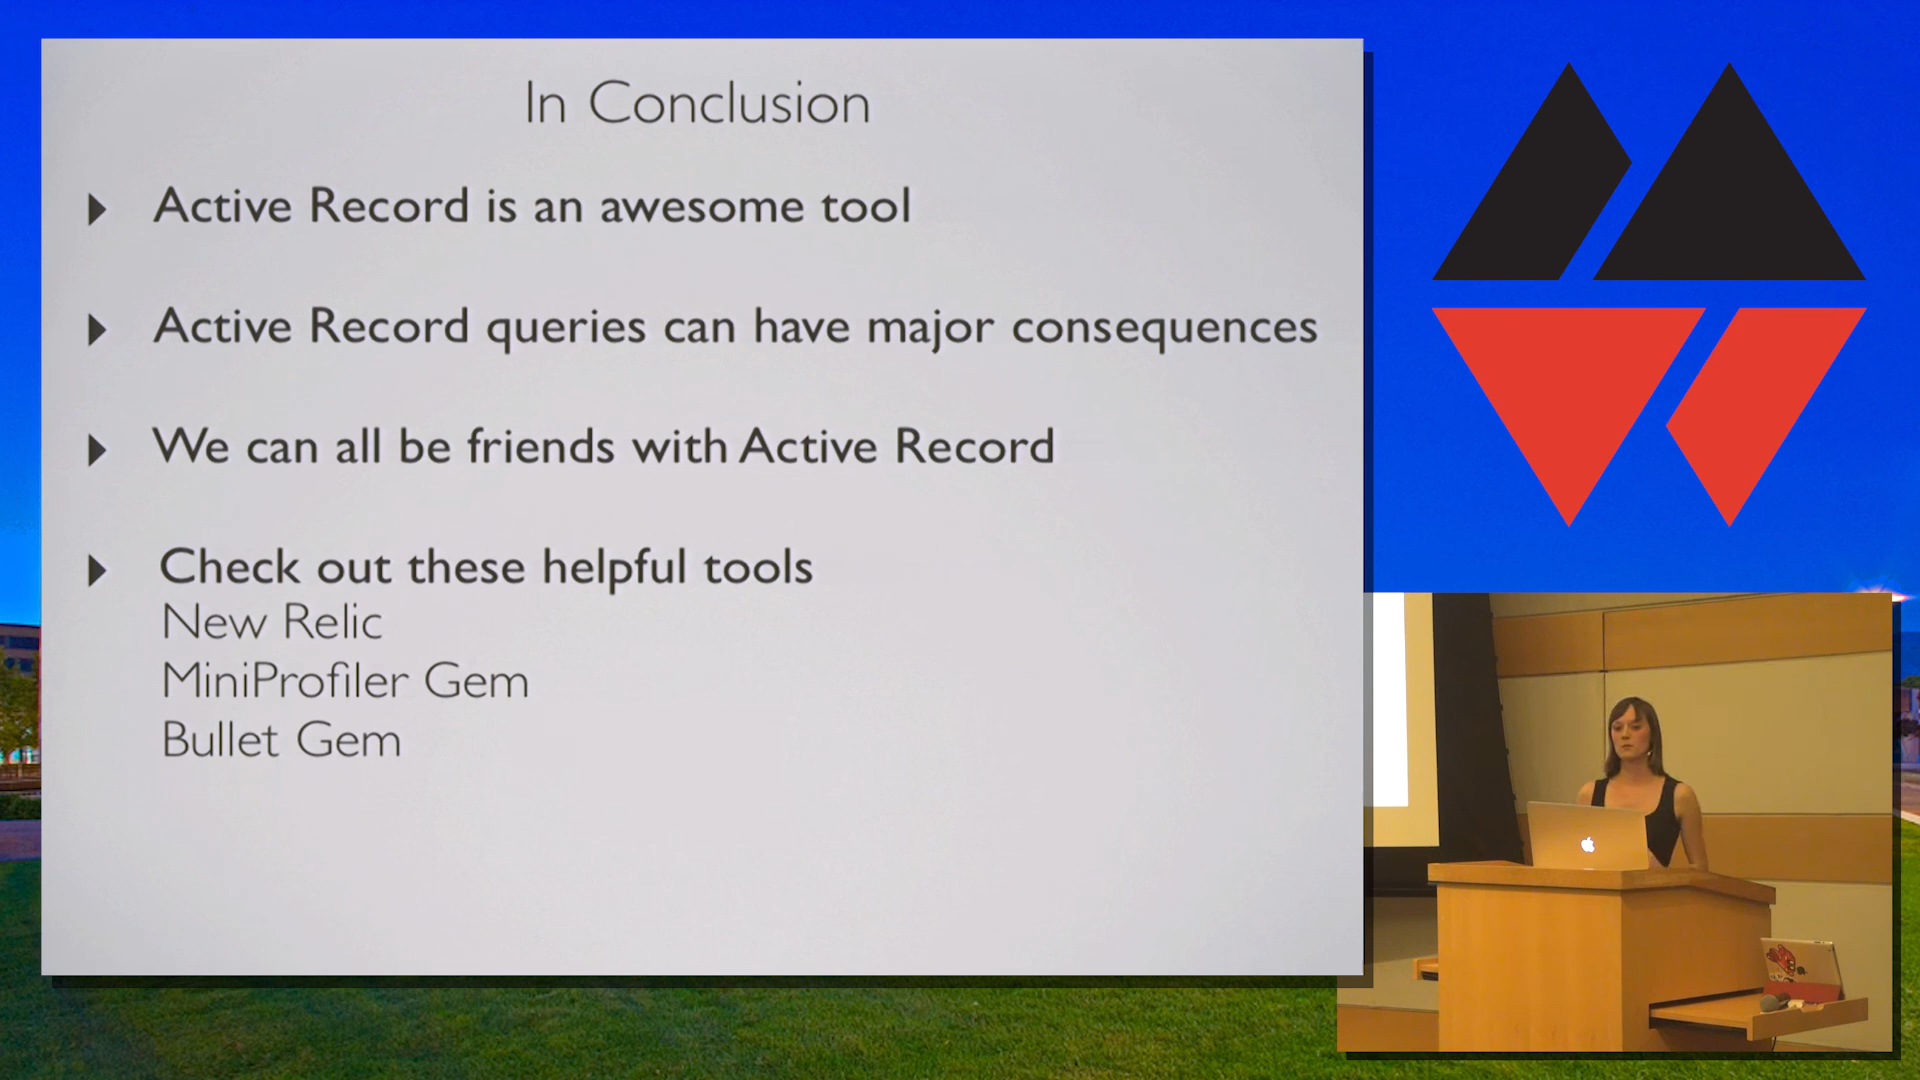 In Conclusion
Active Record is an awesome tool
Active Record queries can have major consequences
We can all be friends with Active Record
Check out these helpful tools
New Relic
MiniProfiler Gem
Bullet Gem